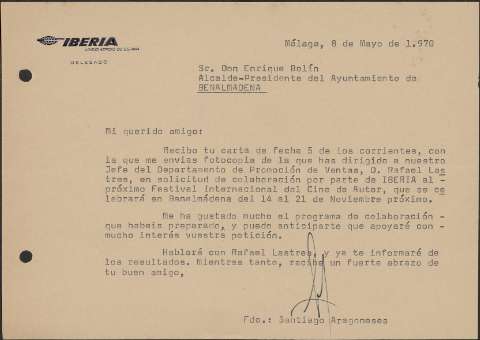 IBERIA
LINEAS AEREAS DE ESPAÑA
DELEGADO
Málaga, 8 de Mayo de 1.970
Sr. Don Enrique Bolín
Alcalde-Presidente del Ayuntamiento de
BENALMADENA
Mi querido amigo:
Recibo tu carta de fecha 5 de los corrientes, con
la que me envías fotocopia de la que has dirigido a nuestro
Jefe del Departamento de Promoción de Ventas, D. Rafael Las
tres, en solicitud de colaboración por parte de IBERIA al -
próximo Festival Internacional del Cine de Autor, que se ce
lebrará en Benalmádena del 14 al 21 de Noviembre próximo.
Me ha gustado mucho el programa de colaboración -
que habeis preparado, y puedo anticiparte que apoyaré con -
mucho interés vuestra petición.
Hablaré con Rafael Lastres, y ya te informaré de
los resultados. Mientras tanto, recibe un fuerte abrazo de
tu buen amigo,
Fdo.: Santiago Aragoneses